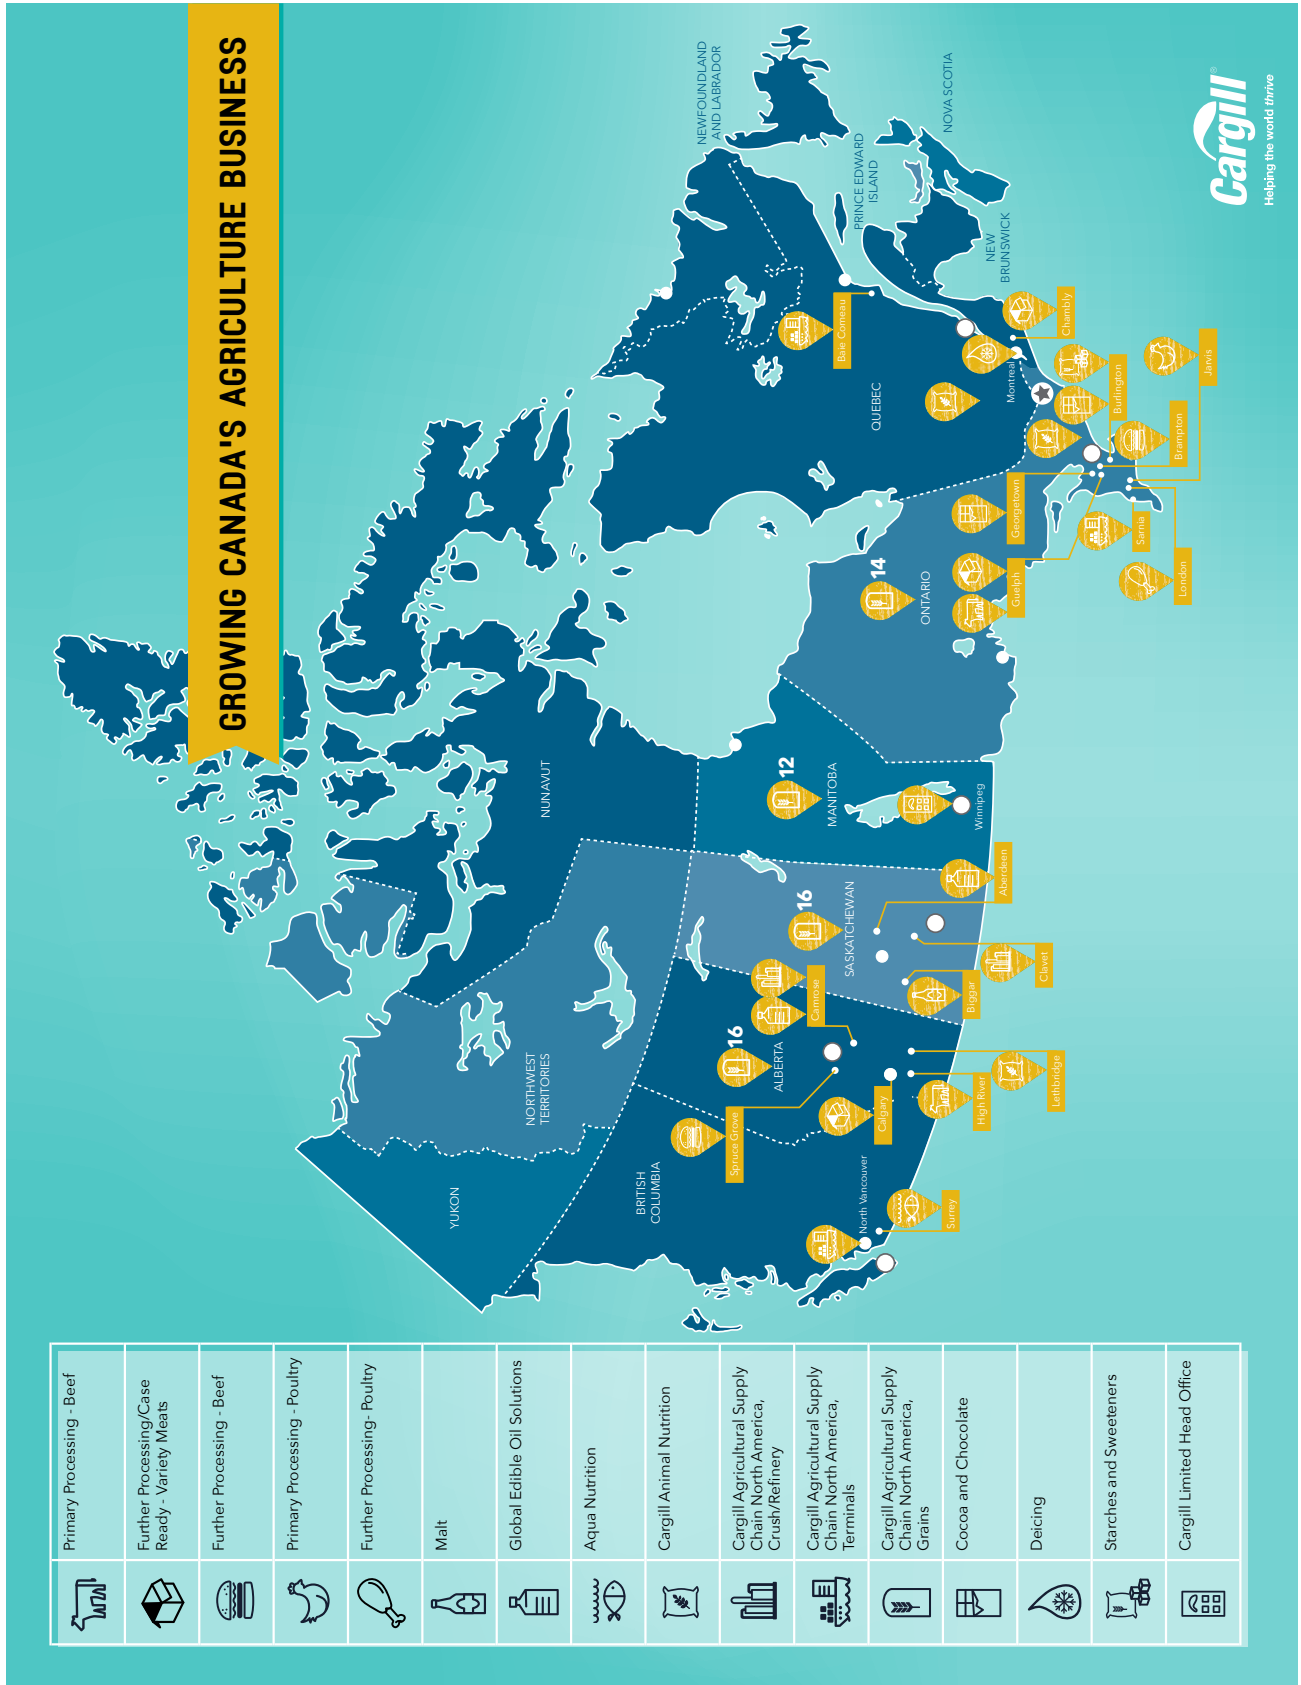 GROWING CANADA'S AGRICULTURE BUSINESS
Primary Processing - Beef
Further Processing/Case
Ready - Variety Meats
Further Processing - Beef
Primary Processing - Poultry
Further Processing- Poultry
Malt
Global Edible Oil Solutions
Aqua Nutrition
Cargill Animal Nutrition
Cargill Agricultural Supply
Chain North America,
Crush/Refinery
Cargill Agricultural Supply
Chain North America,
Terminals
Cargill Agricultural Supply
Chain North America,
Grains
Cocoa and Chocolate
Deicing
Starches and Sweeteners
Cargill Limited Head Office
YUKON
NORTHWEST
TERRITORIES
NUNAVUT
BRITISH
COLUMBIA
North Vancouver
Surrey
Spruce Grove
16
ALBERTA
Camrose
Calgary
High River
Lethbridge
16
SASKATCHEWAN
Biggar
Clavet
Aberdeen
12
MANITOBA
Winnipeg
14
ONTARIO
Guelph
Georgetown
London
Sarnia
Brampton
Burlington
Jarvis
QUEBEC
Montreal
Baie Comeau
Chambly
NEWFOUNDLAND
AND LABRADOR
PRINCE EDWARD
ISLAND
NEW
BRUNSWICK
NOVA SCOTIA
Cargill®
Helping the world thrive